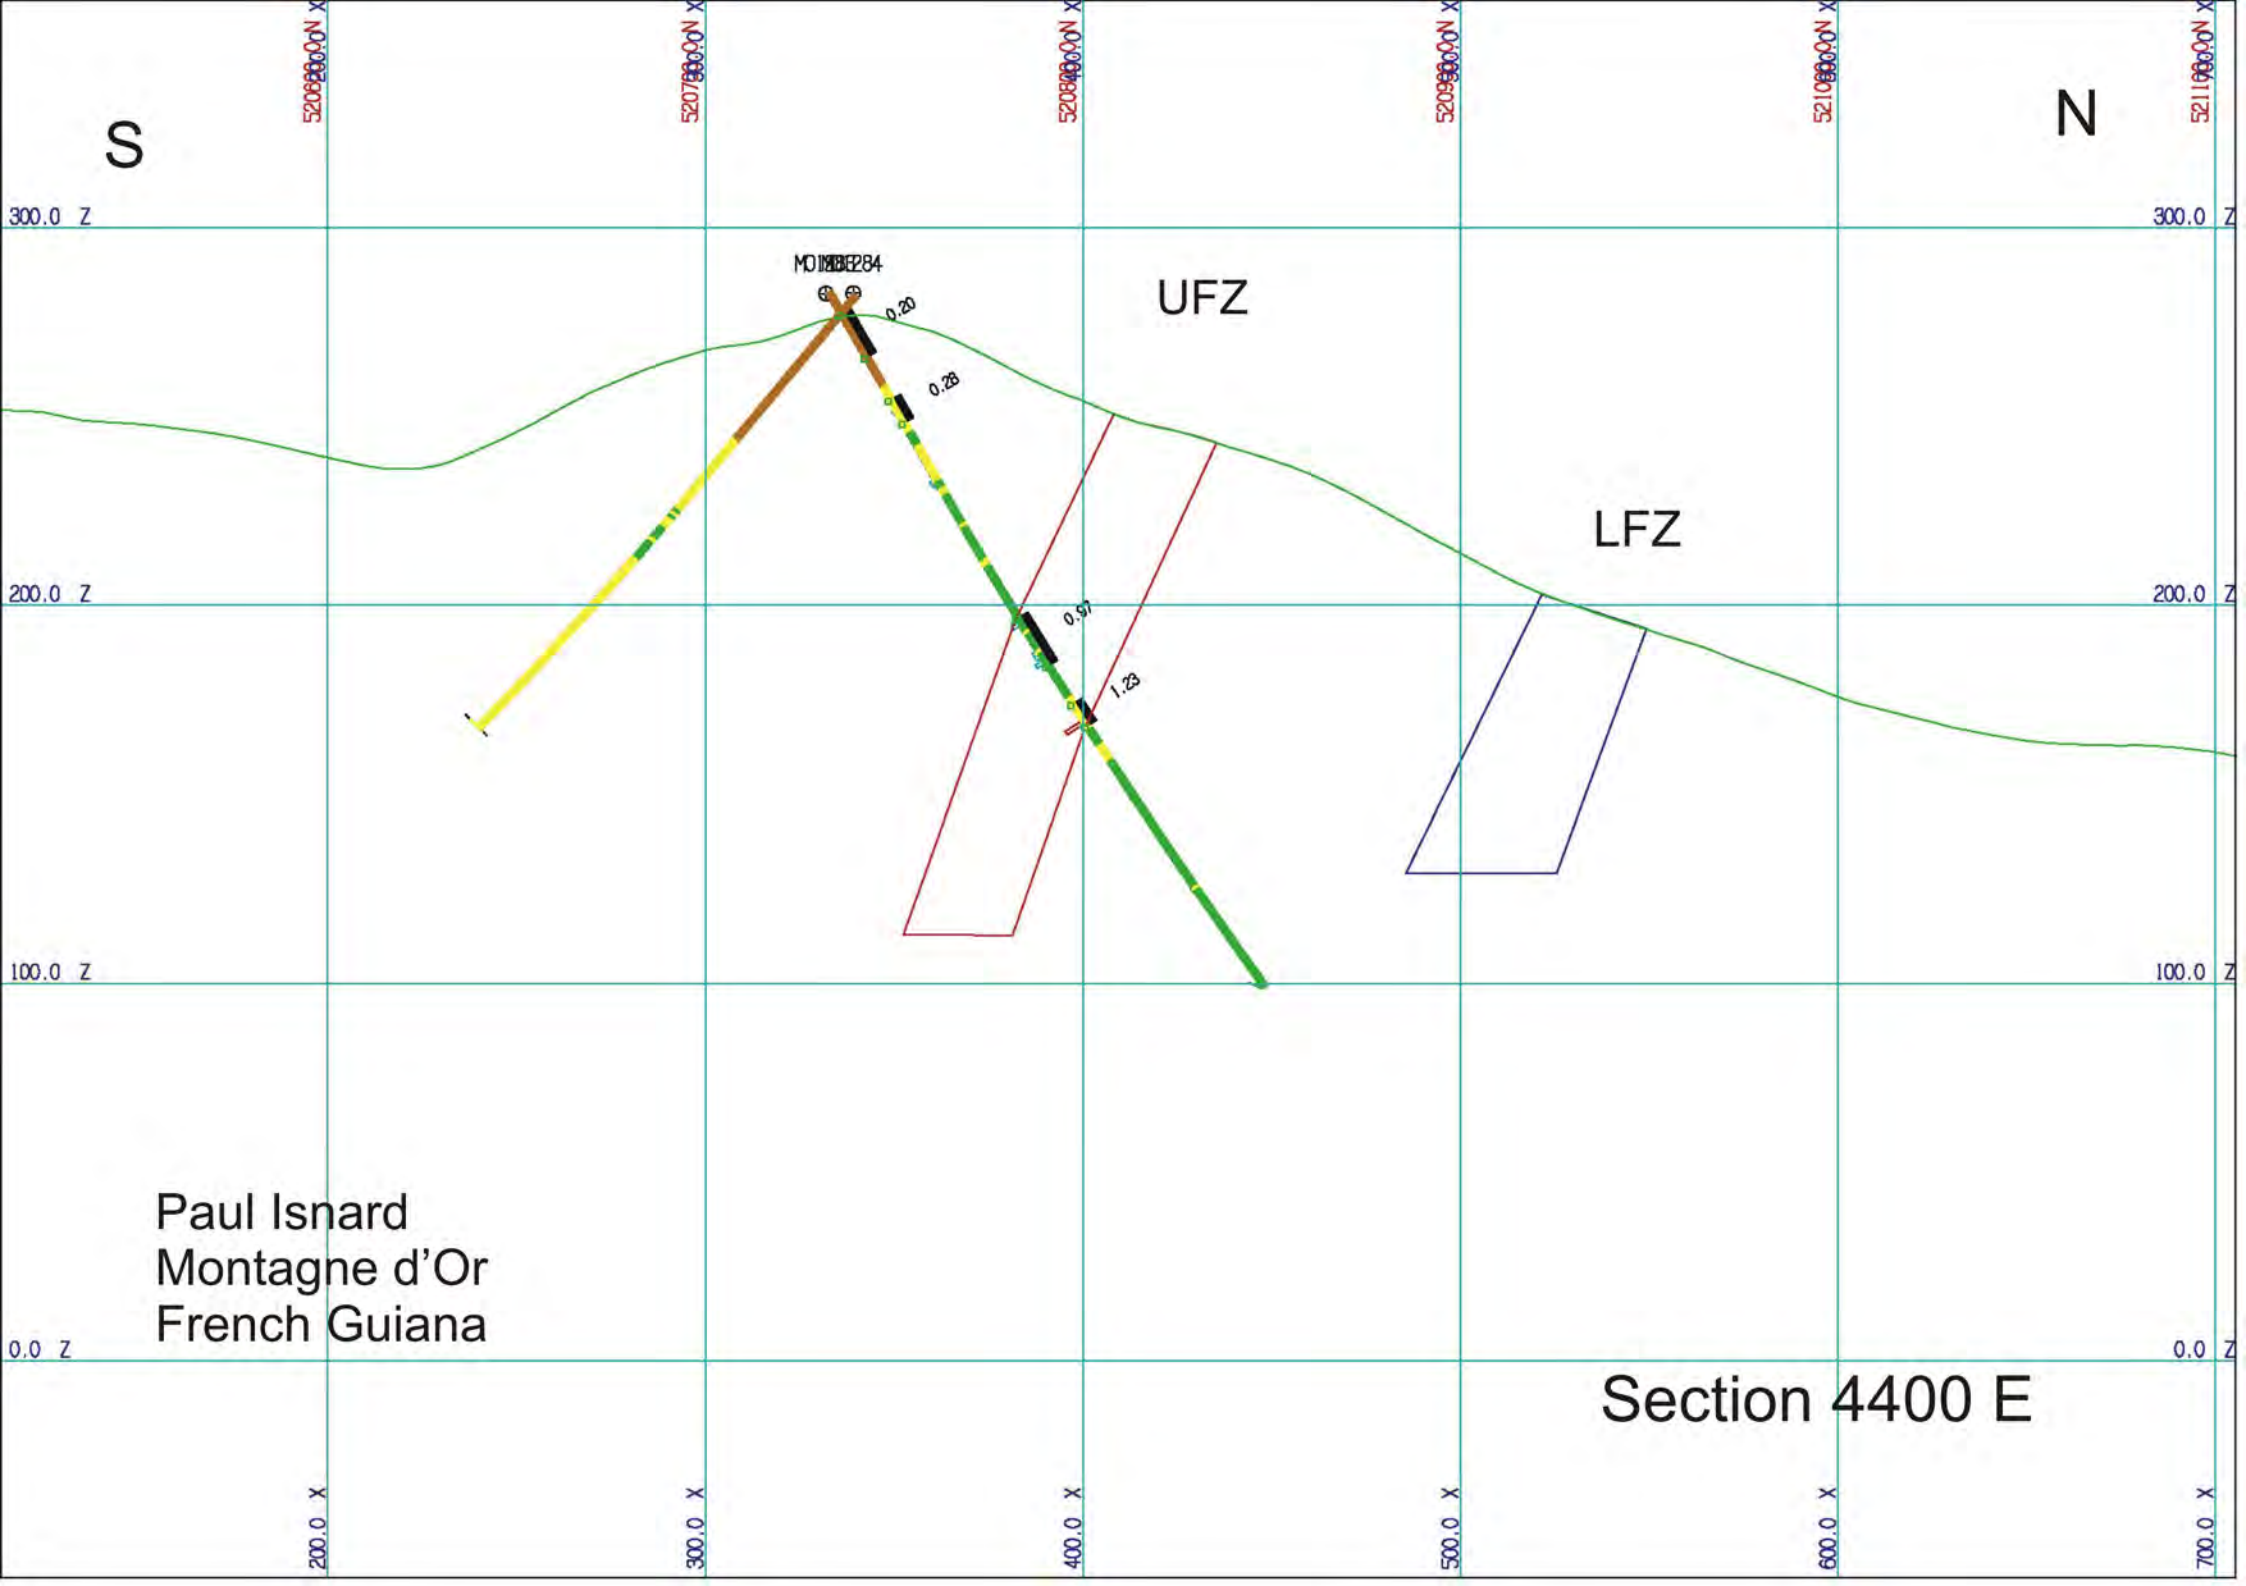 S
N
300.0 Z
300.0 Z
0.20
UFZ
0.28
LFZ
200.0 Z
200.0 Z
0.97
1.23
100.0 Z
100.0 Z
Paul Isnard
Montagne d’Or
French Guiana
0.0 Z
0.0 Z
Section 4400 E
200.0 X
300.0 X
400.0 X
500.0 X
600.0 X
700.0 X